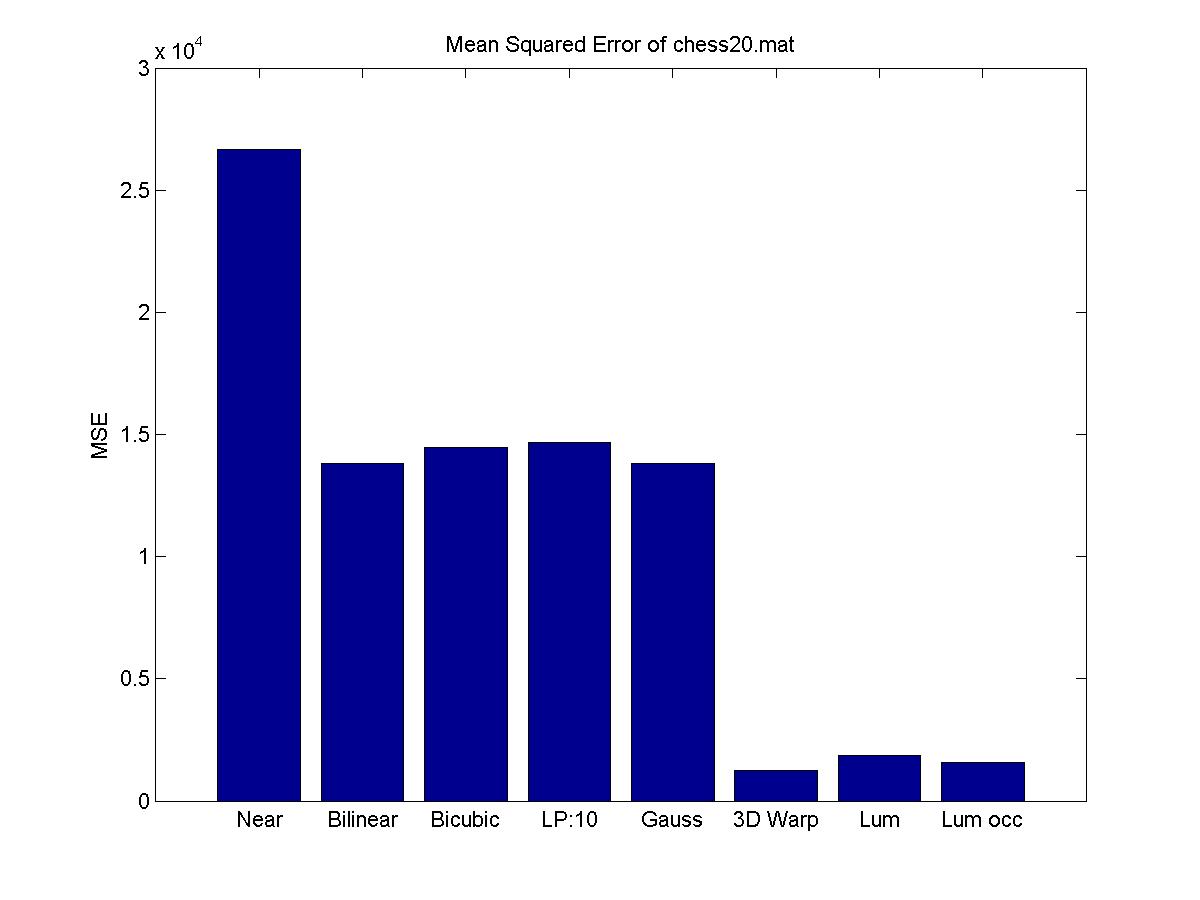 Mean Squared Error of chess20.mat
x 10^4
3
2.5
2
1.5
1
0.5
0
MSE
Near Bilinear Bicubic LP:10 Gauss 3D Warp Lum Lum occ